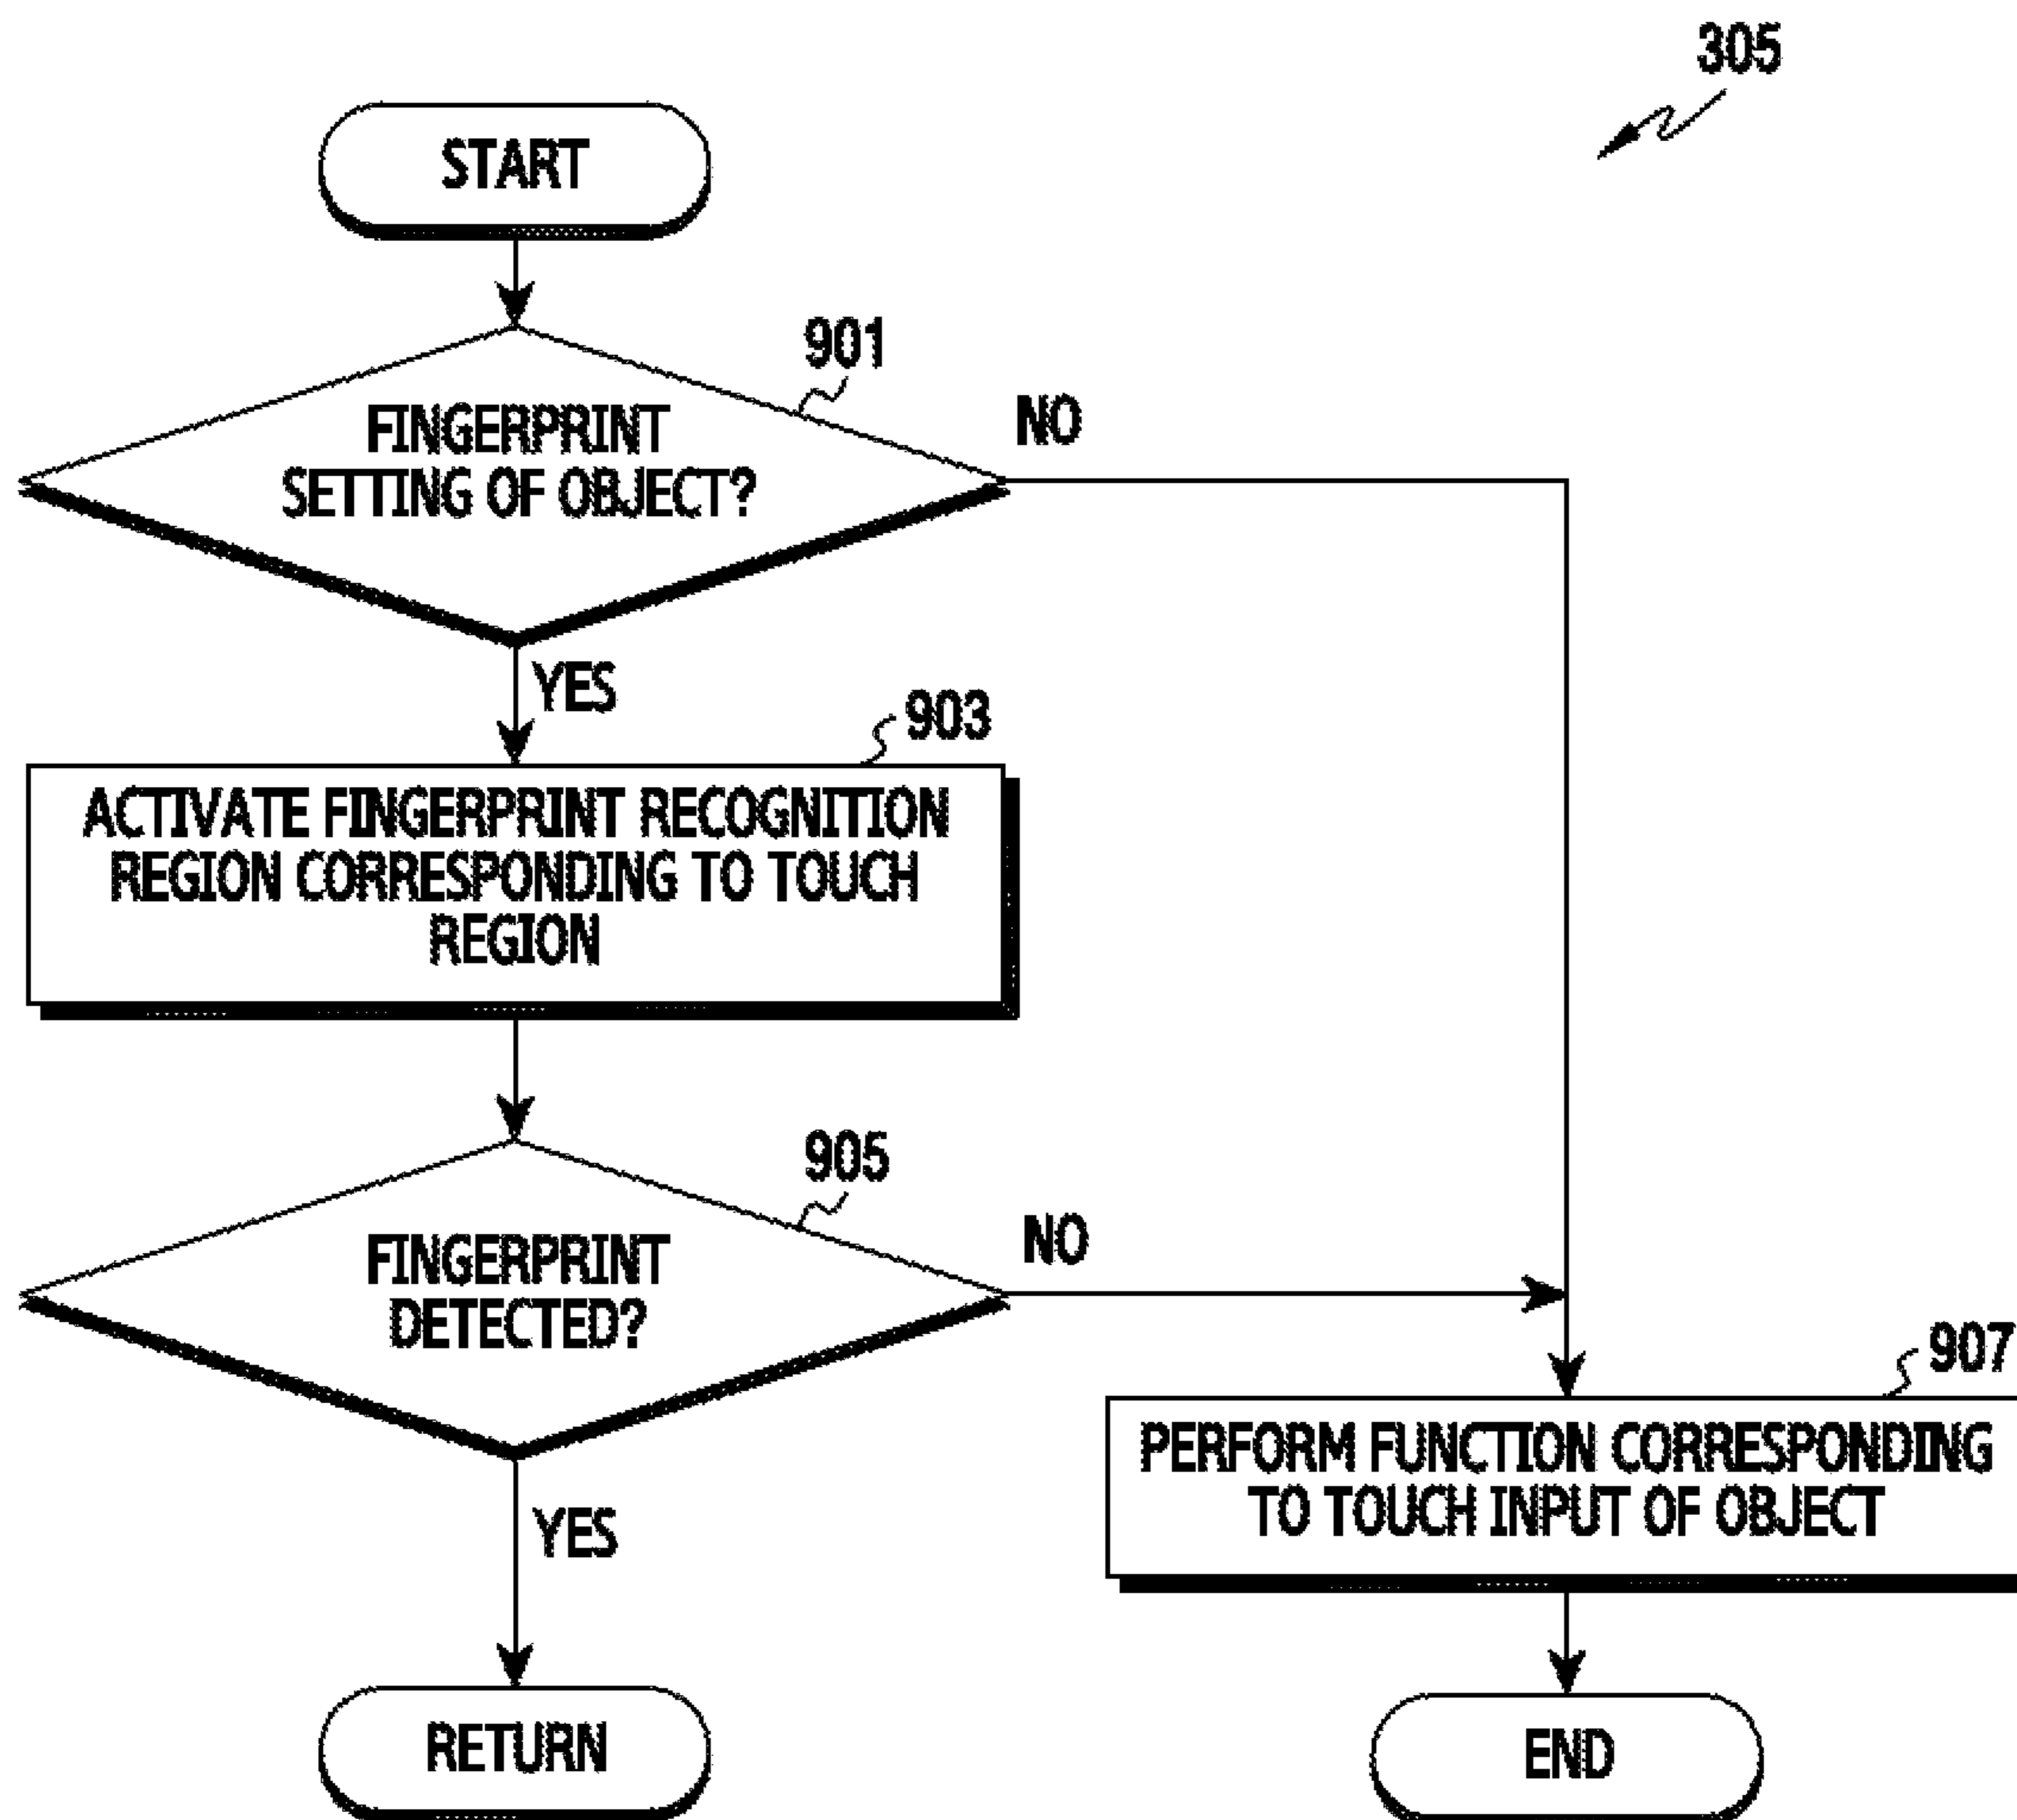 305
START
901
FINGERPRINT
SETTING OF OBJECT?
NO
YES
903
ACTIVATE FINGERPRINT RECOGNITION
REGION CORRESPONDING TO TOUCH
REGION
905
FINGERPRINT
DETECTED?
NO
YES
907
PERFORM FUNCTION CORRESPONDING
TO TOUCH INPUT OF OBJECT
RETURN
END